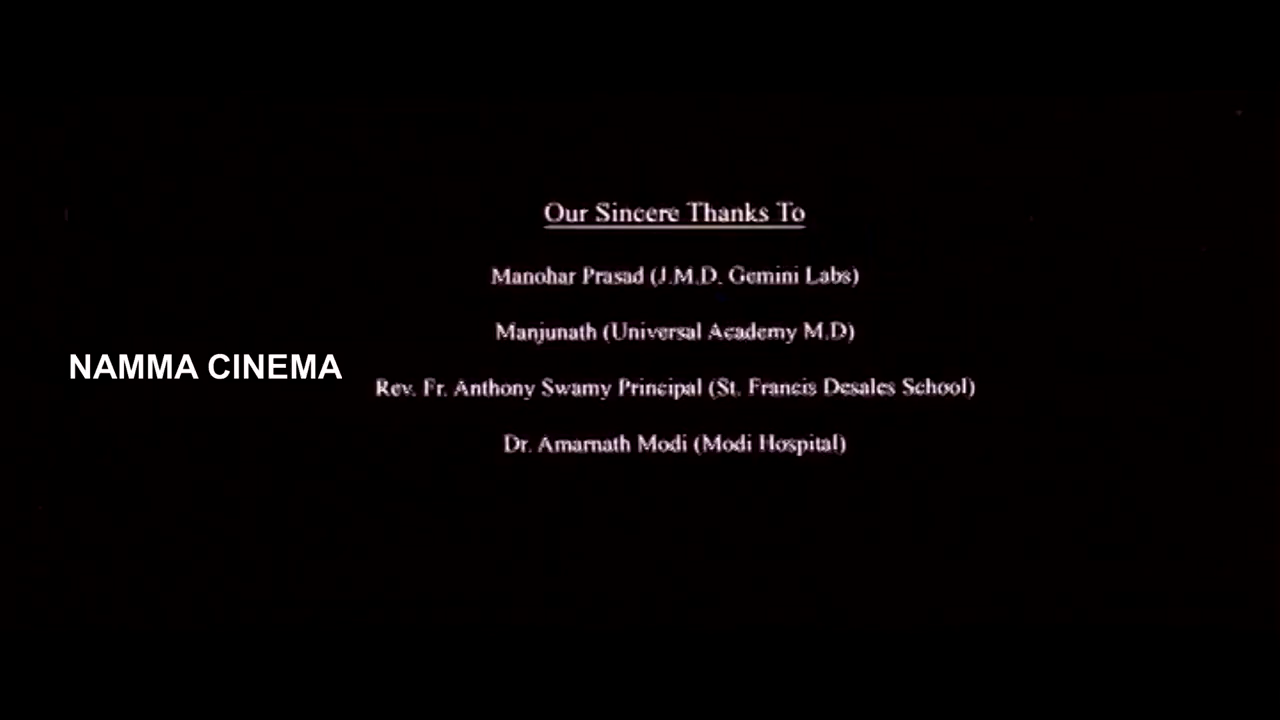 Our Sincere Thanks To
Manohar Prasad (J.M.D. Gemini Labs)
Manjunath (Universal Academy M.D)
NAMMA CINEMA
Rev. Fr. Anthony Swamy Principal (St. Francis Desales School)
Dr. Amarnath Modi (Modi Hospital)